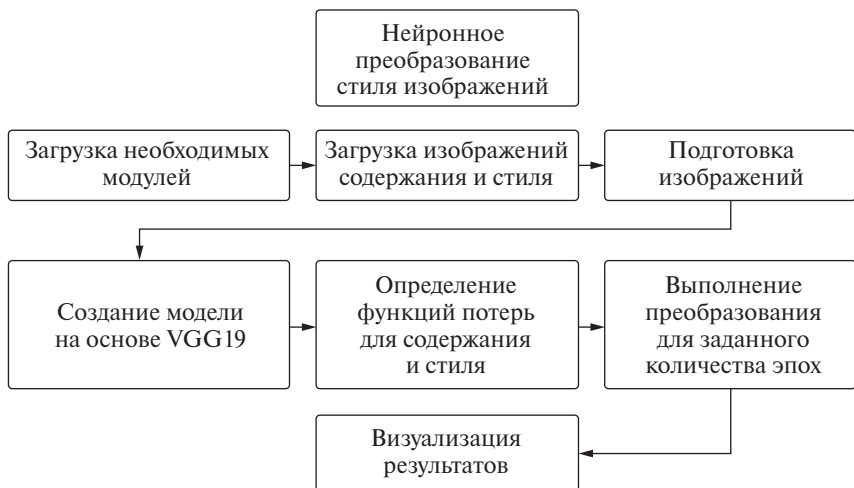 Нейронное
преобразование
стиля изображений
Загрузка необходимых
модулей
Загрузка изображений
содержания и стиля
Подготовка
изображений
Создание модели
на основе VGG19
Определение
функций потерь
для содержания
и стиля
Выполнение
преобразования
для заданного
количества эпох
Визуализация
результатов